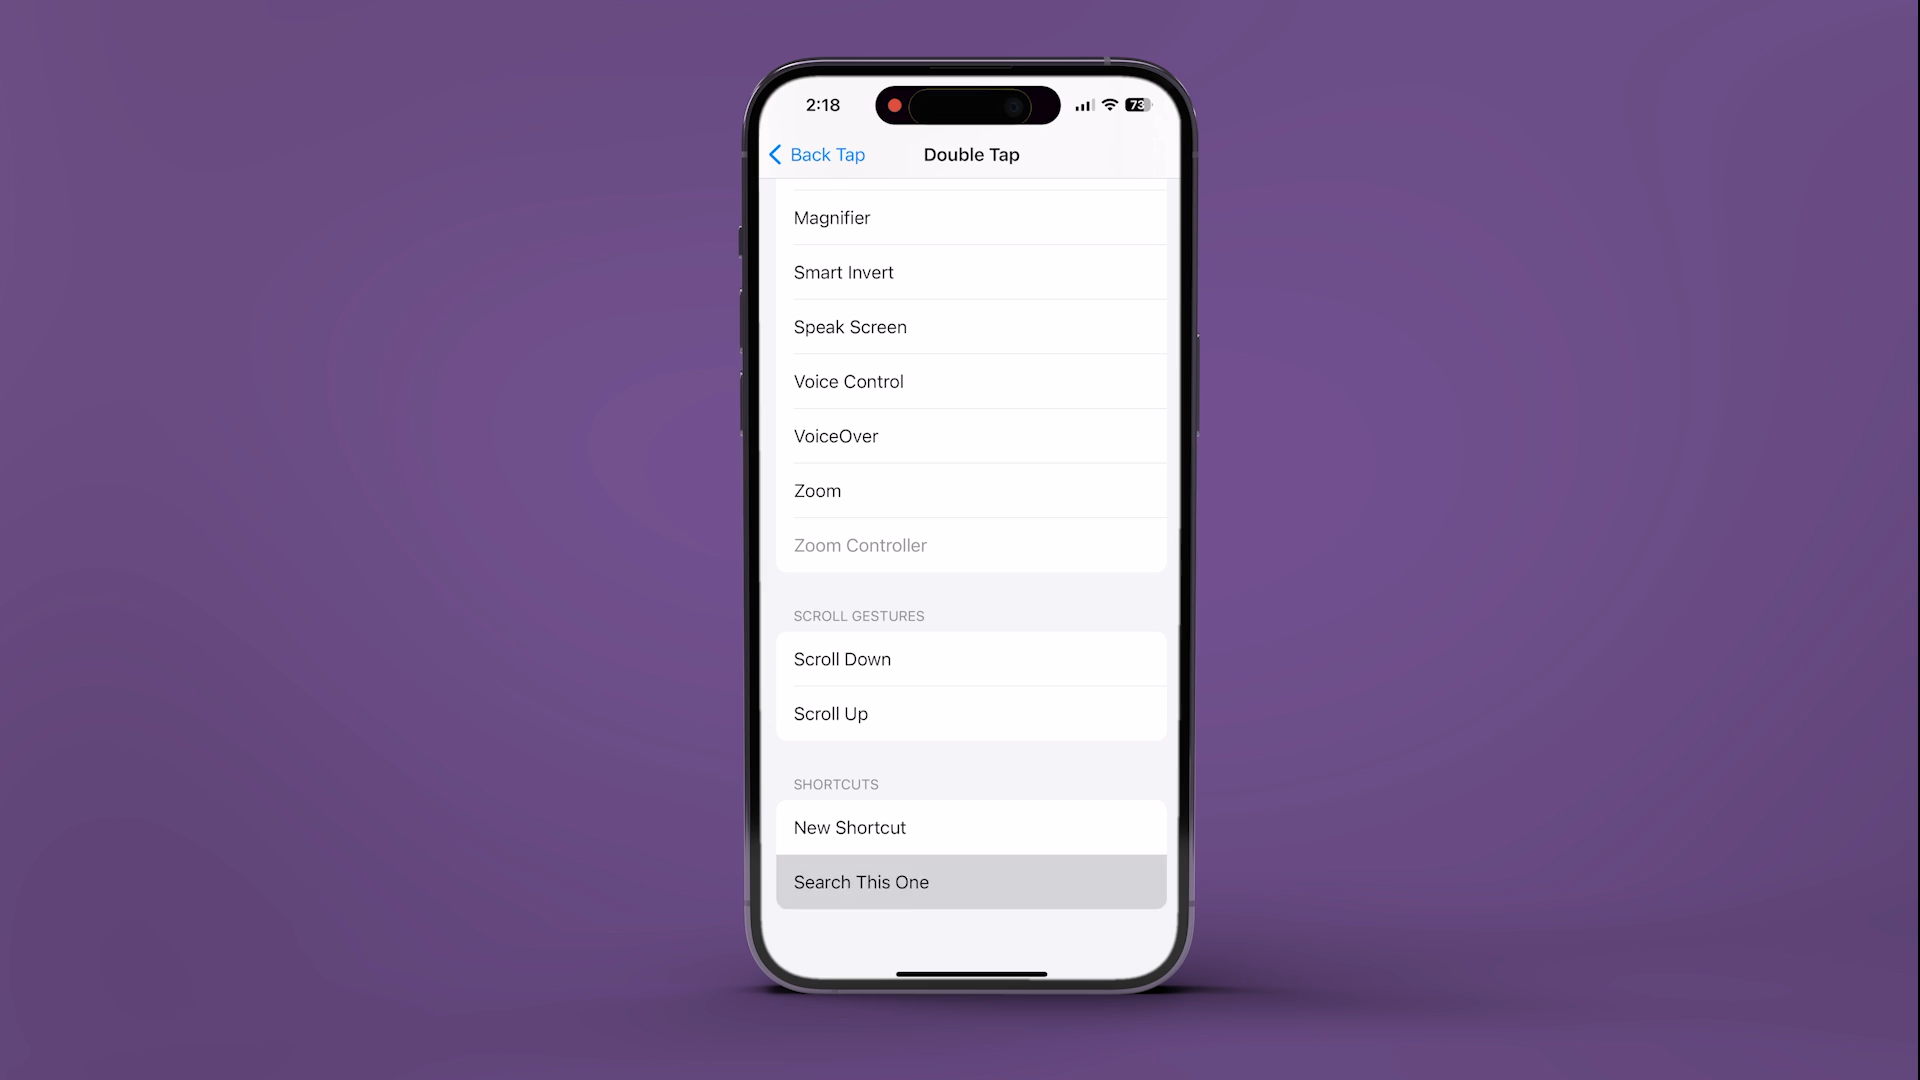 2:18
73
Back Tap
Double Tap
Magnifier
Smart Invert
Speak Screen
Voice Control
VoiceOver
Zoom
Zoom Controller
SCROLL GESTURES
Scroll Down
Scroll Up
SHORTCUTS
New Shortcut
Search This One